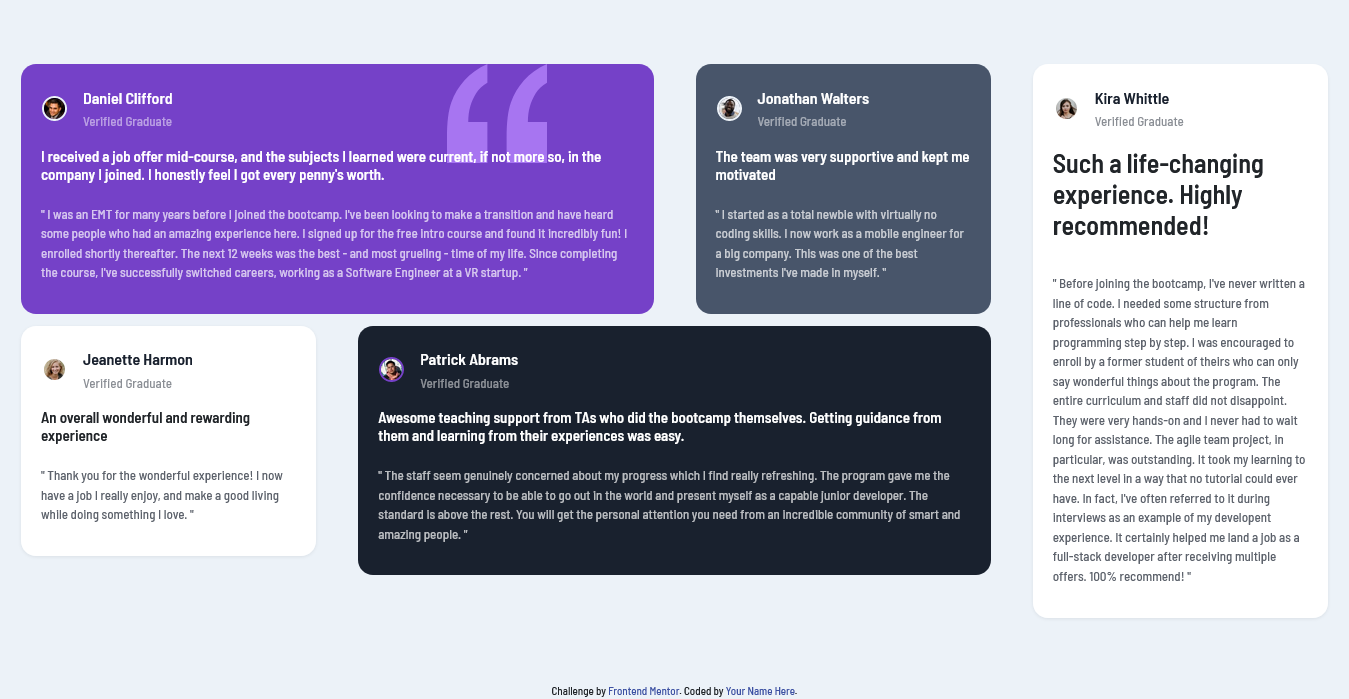 Daniel Clifford
Verified Graduate
I received a job offer mid-course, and the subjects I learned were current, if not more so, in the
company I joined. I honestly feel I got every penny's worth.
" I was an EMT for many years before I joined the bootcamp. I've been looking to make a transition and have heard
some people who had an amazing experience here. I signed up for the free intro course and found it incredibly fun! I
enrolled shortly thereafter. The next 12 weeks was the best - and most grueling - time of my life. Since completing
the course, I've successfully switched careers, working as a Software Engineer at a VR startup. "
Jonathan Walters
Verified Graduate
The team was very supportive and kept me
motivated
" I started as a total newbie with virtually no
coding skills. I now work as a mobile engineer for
a big company. This was one of the best
investments I've made in myself. "
Kira Whittle
Verified Graduate
Such a life-changing
experience. Highly
recommended!
" Before joining the bootcamp, I've never written a
line of code. I needed some structure from
professionals who can help me learn
programming step by step. I was encouraged to
enroll by a former student of theirs who can only
say wonderful things about the program. The
entire curriculum and staff did not disappoint.
They were very hands-on and I never had to wait
long for assistance. The agile team project, in
particular, was outstanding. It took my learning to
the next level in a way that no tutorial could ever
have. In fact, I've often referred to it during
interviews as an example of my developent
experience. It certainly helped me land a job as a
full-stack developer after receiving multiple
offers. 100% recommend! "
Jeanette Harmon
Verified Graduate
An overall wonderful and rewarding
experience
" Thank you for the wonderful experience! I now
have a job I really enjoy, and make a good living
while doing something I love. "
Patrick Abrams
Verified Graduate
Awesome teaching support from TAs who did the bootcamp themselves. Getting guidance from
them and learning from their experiences was easy.
" The staff seem genuinely concerned about my progress which I find really refreshing. The program gave me the
confidence necessary to be able to go out in the world and present myself as a capable junior developer. The
standard is above the rest. You will get the personal attention you need from an incredible community of smart and
amazing people. "
Challenge by Frontend Mentor. Coded by Your Name Here.